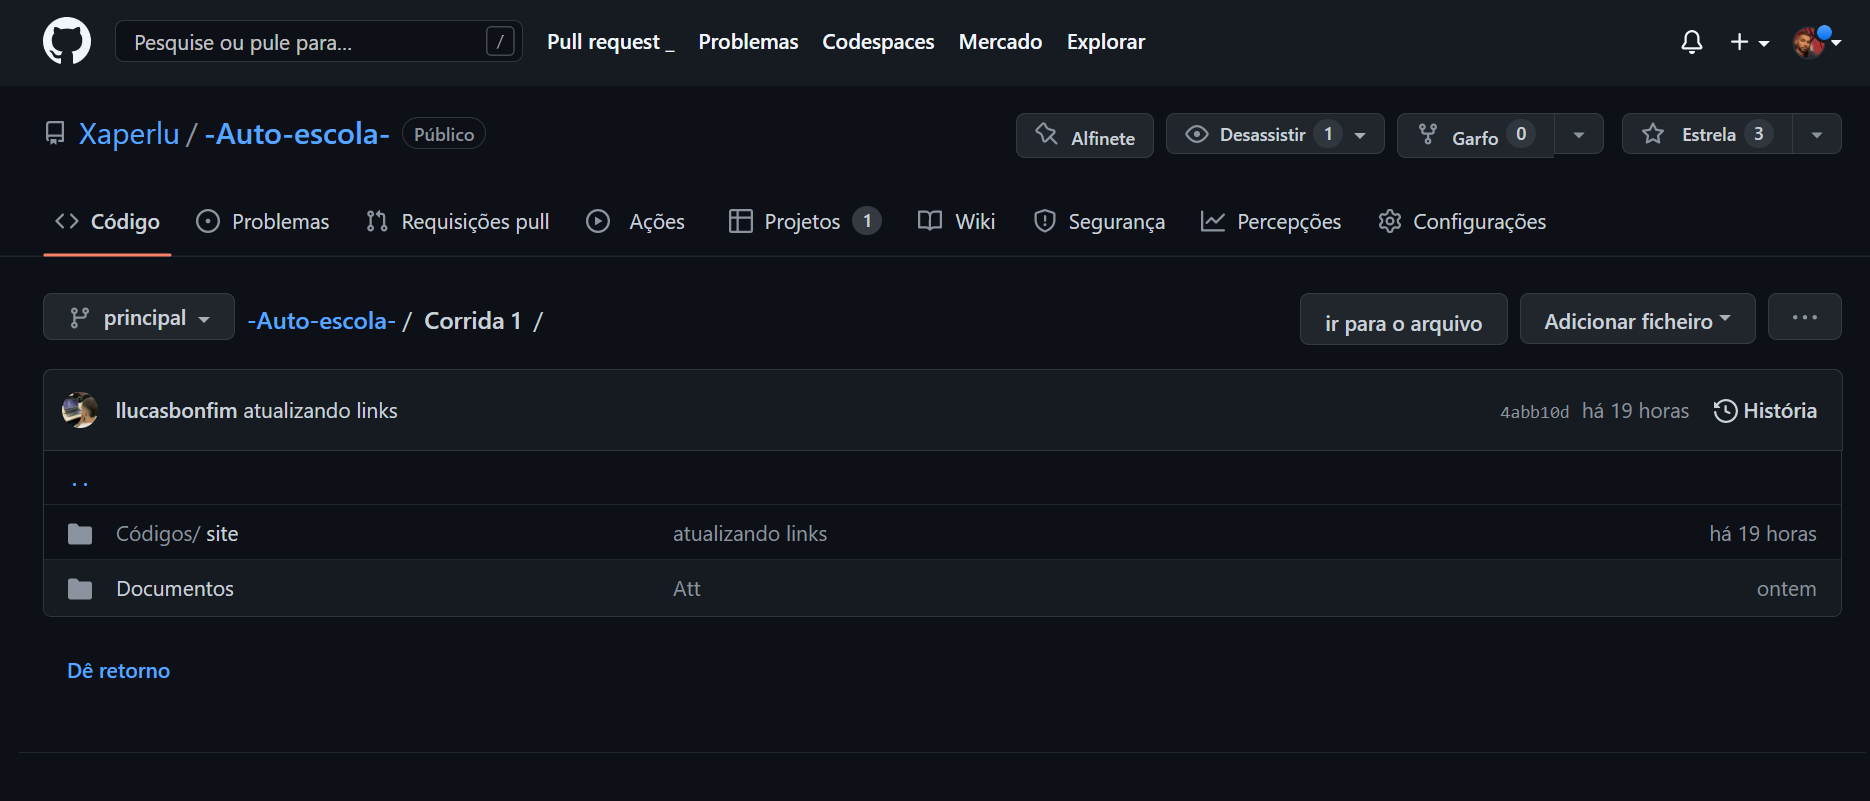 Pesquise ou pule para... / Pull request _ Problemas Codespaces Mercado Explorar
Xaperlu / -Auto-escola- Público Alfinete Desassistir 1 Garfo 0 Estrela 3
Código Problemas Requisições pull Ações Projetos 1 Wiki Segurança Percepções Configurações
principal -Auto-escola- / Corrida 1 / ir para o arquivo Adicionar ficheiro ...
llucasbonfim atualizando links 4abb10d há 19 horas História
..
Códigos/ site atualizando links há 19 horas
Documentos Att ontem
Dê retorno